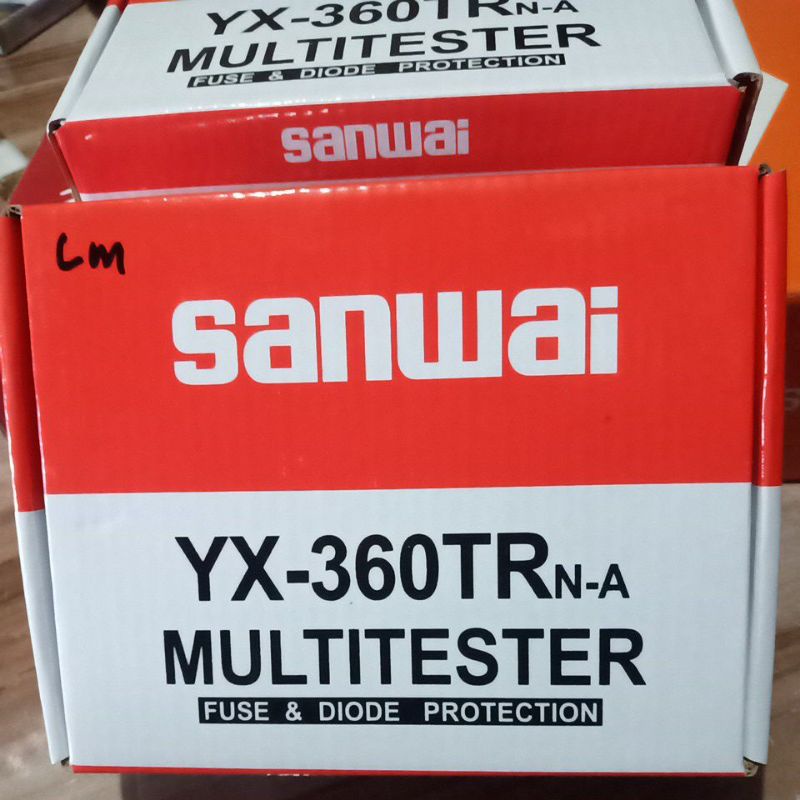 YX-360TRN-A
MULTITESTER
FUSE & DIODE PROTECTION
sanwai
Lm
sanwai
YX-360TRN-A
MULTITESTER
FUSE & DIODE PROTECTION